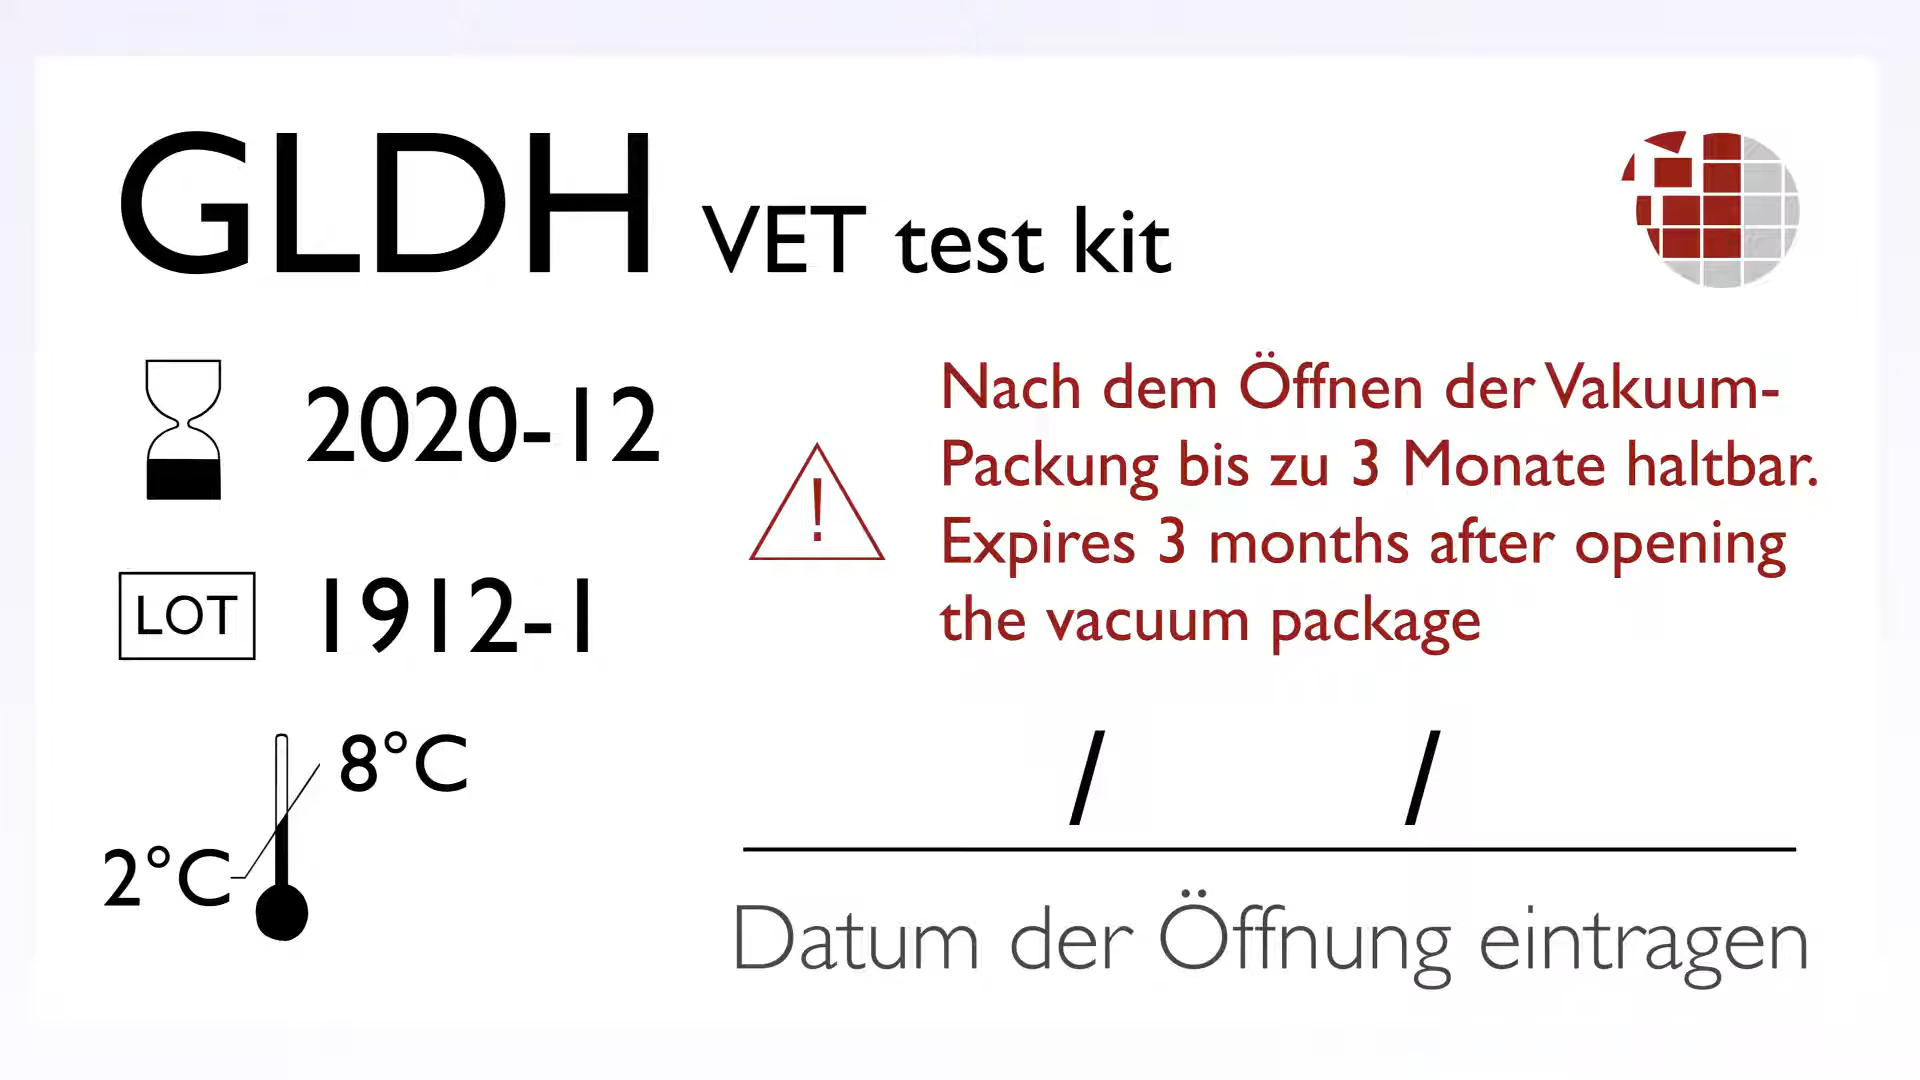 GLDH VET test kit
2020-12
Nach dem Öffnen der Vakuum-
Packung bis zu 3 Monate haltbar.
Expires 3 months after opening
the vacuum package
!
LOT 1912-1
8°C
2°C
/ /
Datum der Öffnung eintragen